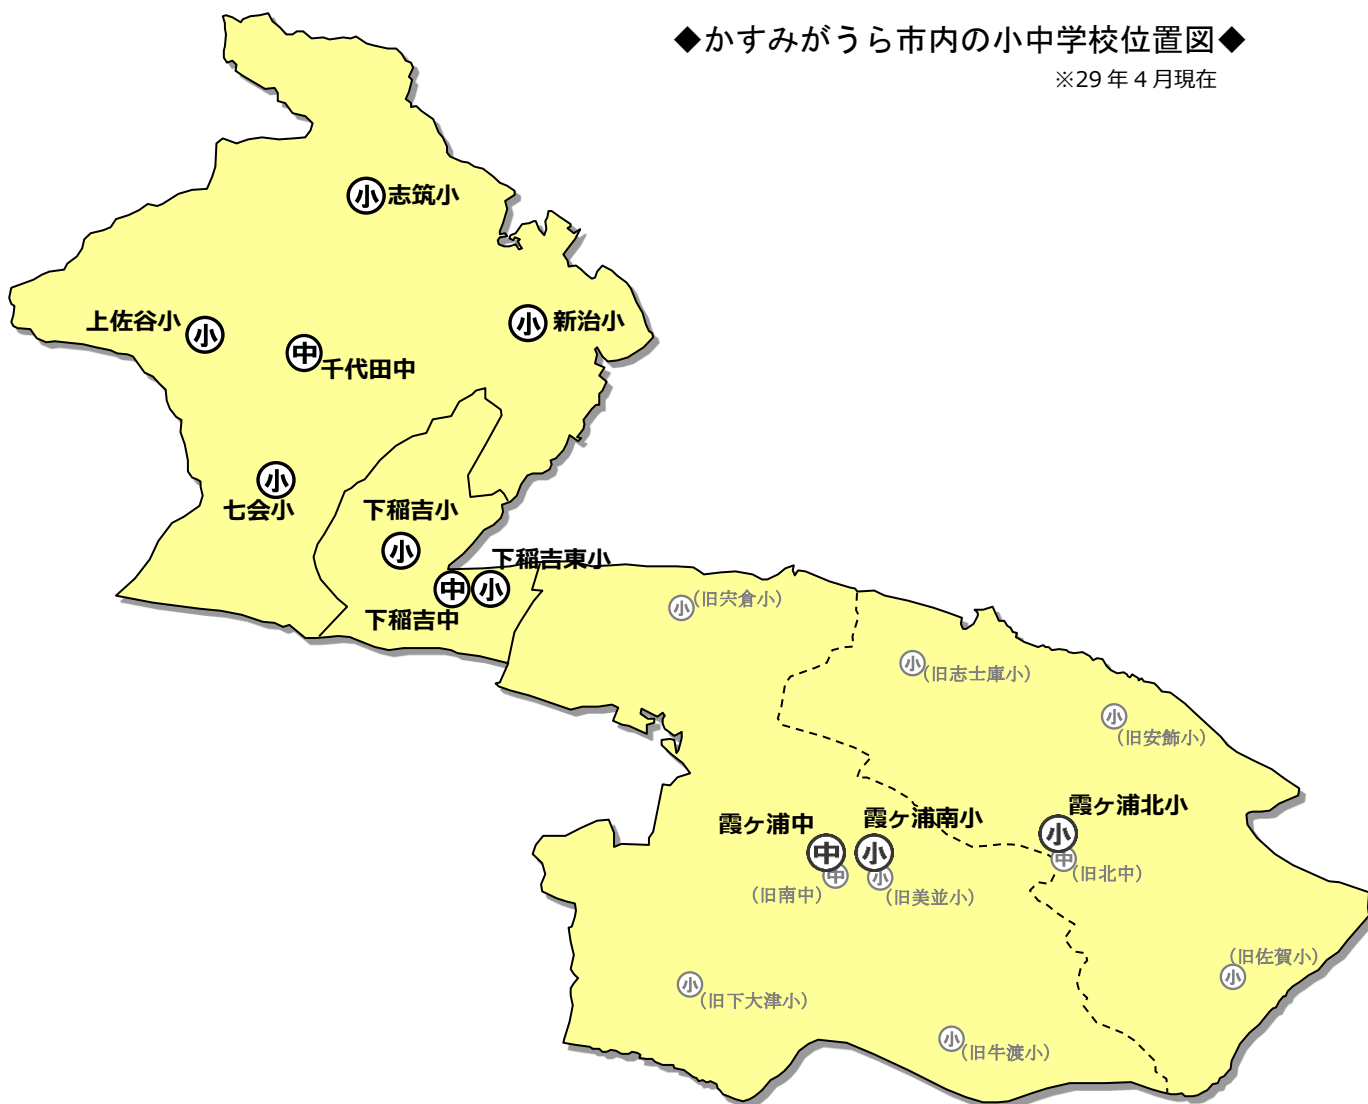 ◆かすみがうら市内の小中学校位置図◆
※29年4月現在
小 志筑小
上佐谷小 小
中 千代田中
小 新治小
小
七会小
下稲吉小
小
下稲吉東小
中 小
下稲吉中
小 (旧宍倉小)
小 (旧志士庫小)
小
(旧安飾小)
霞ヶ浦中
中
中
(旧南中)
霞ヶ浦南小
小
小
(旧美並小)
霞ヶ浦北小
小
中
(旧北中)
(旧佐賀小)
小
小
(旧下大津小)
小
(旧牛渡小)